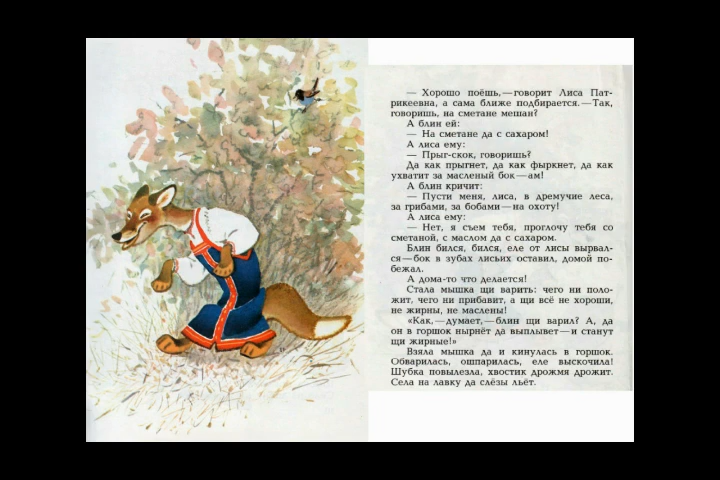 — Хорошо поёшь,—говорит Лиса Пат-
рикеевна, а сама ближе подбирается.—Так,
говоришь, на сметане мешан?
А блин ей:
— На сметане да с сахаром!
А лиса ему:
— Прыг-скок, говоришь?
Да как прыгнет, да как фыркнет, да как
ухватит за масленый бок—ам!
А блин кричит:
— Пусти меня, лиса, в дремучие леса,
за грибами, за бобами—на охоту!
А лиса ему:
— Нет, я съем тебя, проглочу тебя со
сметаной, с маслом да с сахаром.
Блин бился, бился, еле от лисы вырвал-
ся—бок в зубах лисьих оставил, домой по-
бежал.
А дома-то что делается!
Стала мышка щи варить: чего ни поло-
жит, чего ни прибавит, а щи всё не хороши,
не жирны, не маслены!
«Как,—думает,—блин щи варил? А, да
он в горшок нырнёт да выплывет—и станут
щи жирные!»
Взяла мышка да и кинулась в горшок.
Обварилась, ошпарилась, еле выскочила!
Шубка повылезла, хвостик дрожмя дрожит.
Села на лавку да слёзы льёт.